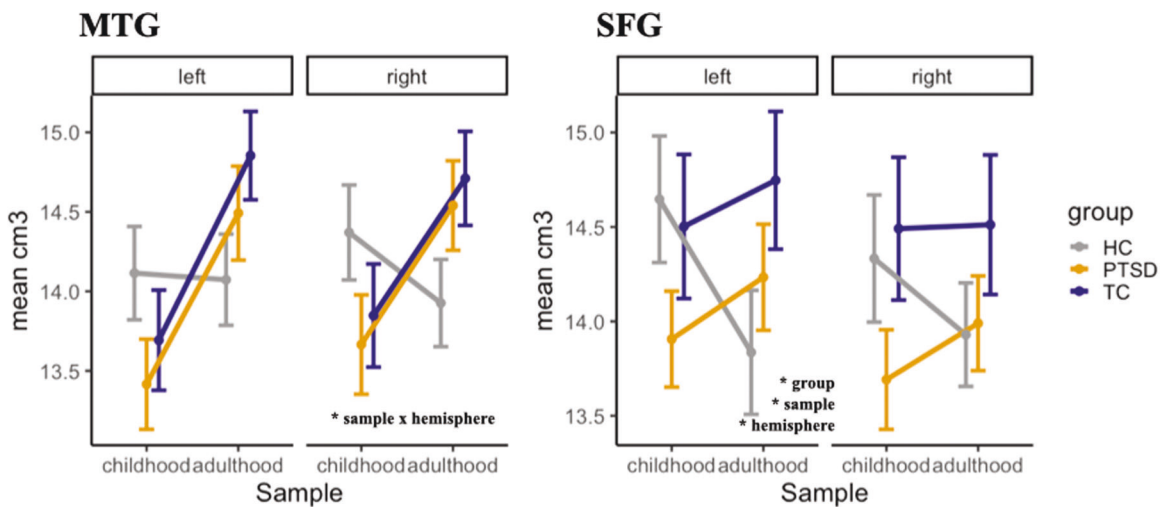 MTG
left
right
mean cm3
15.0
14.5
14.0
13.5
* sample x hemisphere
childhood adulthood
childhood adulthood
Sample
SFG
left
right
mean cm3
15.0
14.5
14.0
13.5
* group
* sample
* hemisphere
childhood adulthood
childhood adulthood
Sample
group
HC
PTSD
TC